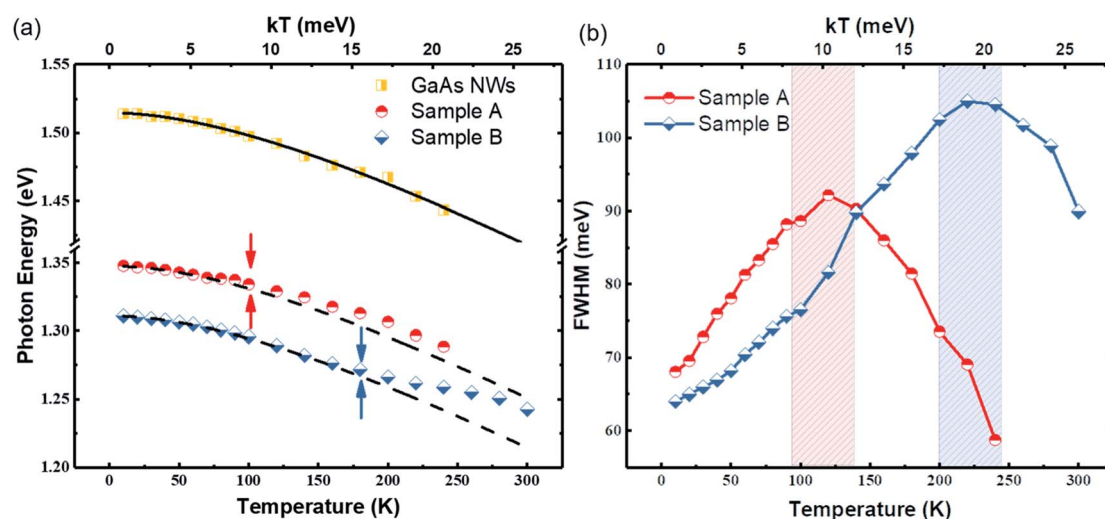 (a)
kT (meV)
0 5 10 15 20 25
1.55
GaAs NWs
Sample A
Sample B
1.50
1.45
1.35
1.30
1.25
1.20
Photon Energy (eV)
0 50 100 150 200 250 300
Temperature (K)
(b)
kT (meV)
0 5 10 15 20 25
110
Sample A
Sample B
100
90
80
70
60
FWHM (meV)
0 50 100 150 200 250 300
Temperature (K)